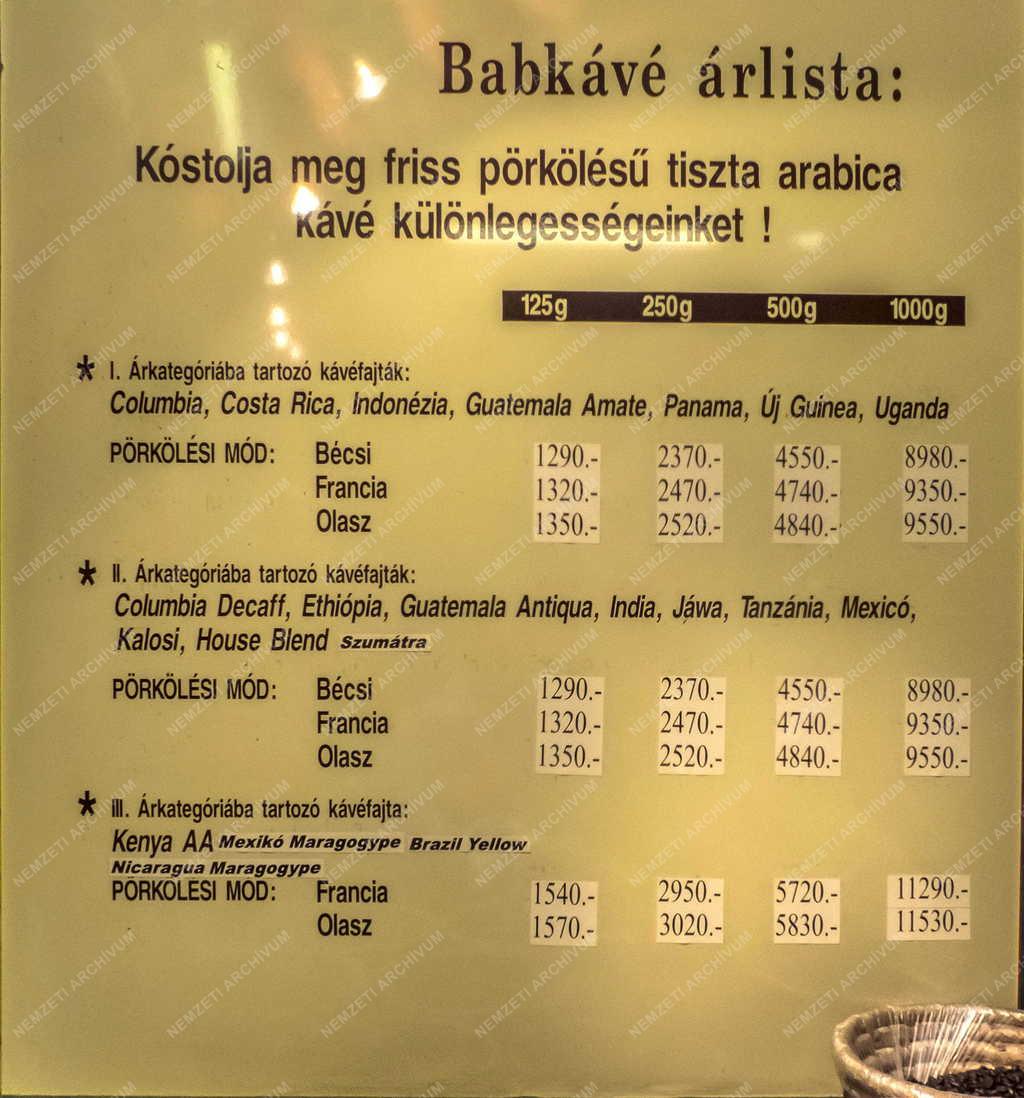 Babkávé árlista:
Kóstolja meg friss pörkölésű tiszta arabica
kávé különlegességeinket !
125g 250g 500g 1000g
* I. Árkategóriába tartozó kávéfajták:
Columbia, Costa Rica, Indonézia, Guatemala Amate, Panama, Új Guinea, Uganda
PÖRKÖLÉSI MÓD: Bécsi 1290.- 2370.- 4550.- 8980.-
Francia 1320.- 2470.- 4740.- 9350.-
Olasz 1350.- 2520.- 4840.- 9550.-
* II. Árkategóriába tartozó kávéfajták:
Columbia Decaff, Ethiópia, Guatemala Antiqua, India, Jáwa, Tanzánia, Mexicó,
Kalosi, House Blend Szumátra
PÖRKÖLÉSI MÓD: Bécsi 1290.- 2370.- 4550.- 8980.-
Francia 1320.- 2470.- 4740.- 9350.-
Olasz 1350.- 2520.- 4840.- 9550.-
* III. Árkategóriába tartozó kávéfajta:
Kenya AA Mexikó Maragogype Brazil Yellow
Nicaragua Maragogype
PÖRKÖLÉSI MÓD: Francia 1540.- 2950.- 5720.- 11290.-
Olasz 1570.- 3020.- 5830.- 11530.-
NEMZETI ARCHÍVUM